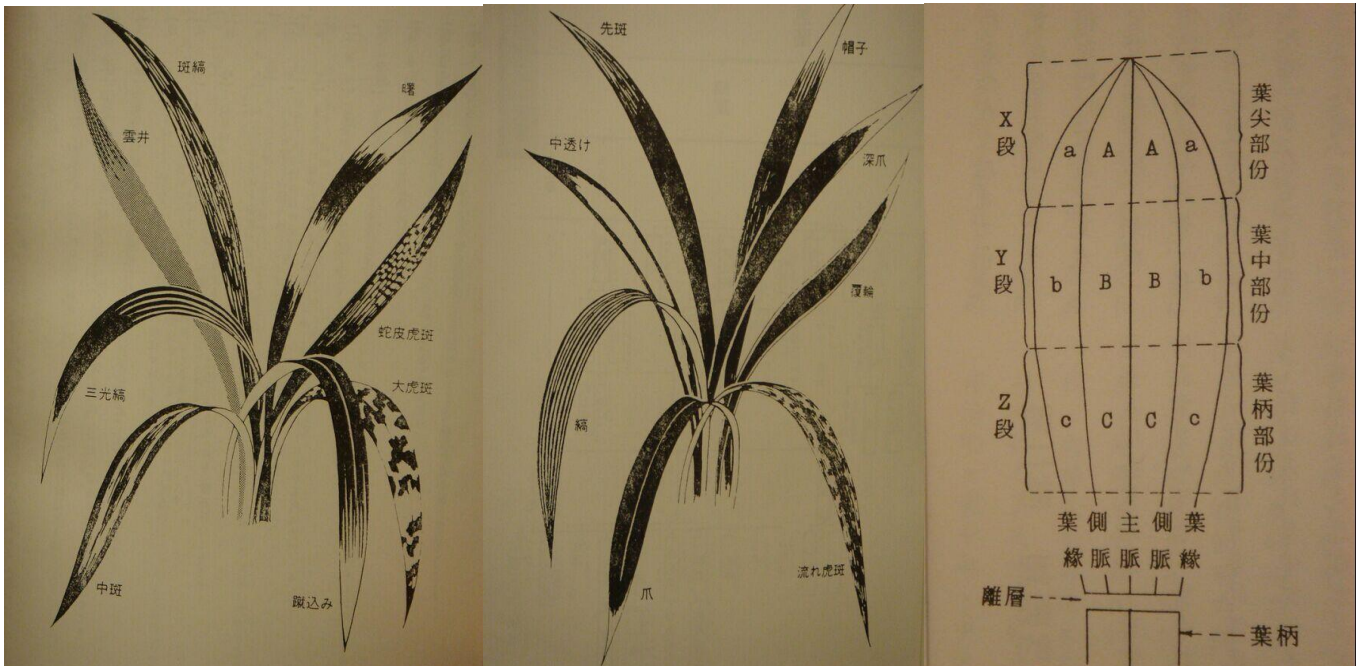 斑縞
曙
雲井
蛇皮虎斑
大虎斑
三光縞
中斑
蹴込み
先斑
帽子
中透け
深爪
覆輪
縞
流れ虎斑
爪
X段
Y段
Z段
a A A a
b B B b
c C C c
葉尖部份
葉中部份
葉柄部份
葉緣 側脈 主脈 側脈 葉緣
離層
葉柄